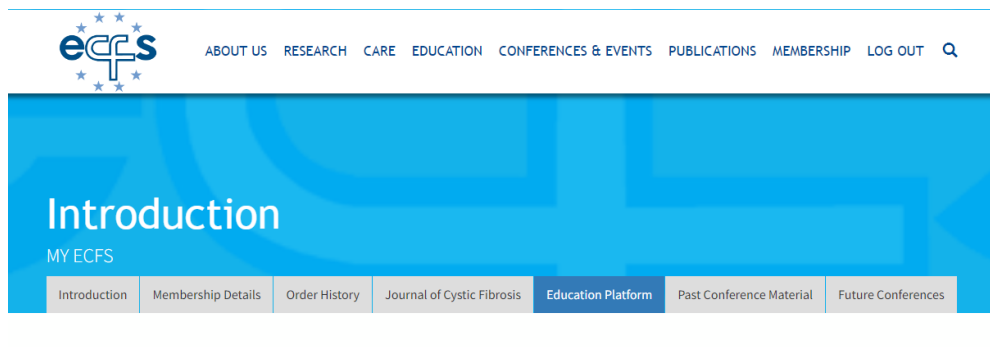 ecfs
ABOUT US RESEARCH CARE EDUCATION CONFERENCES & EVENTS PUBLICATIONS MEMBERSHIP LOG OUT
Introduction
MY ECFS
Introduction Membership Details Order History Journal of Cystic Fibrosis Education Platform Past Conference Material Future Conferences